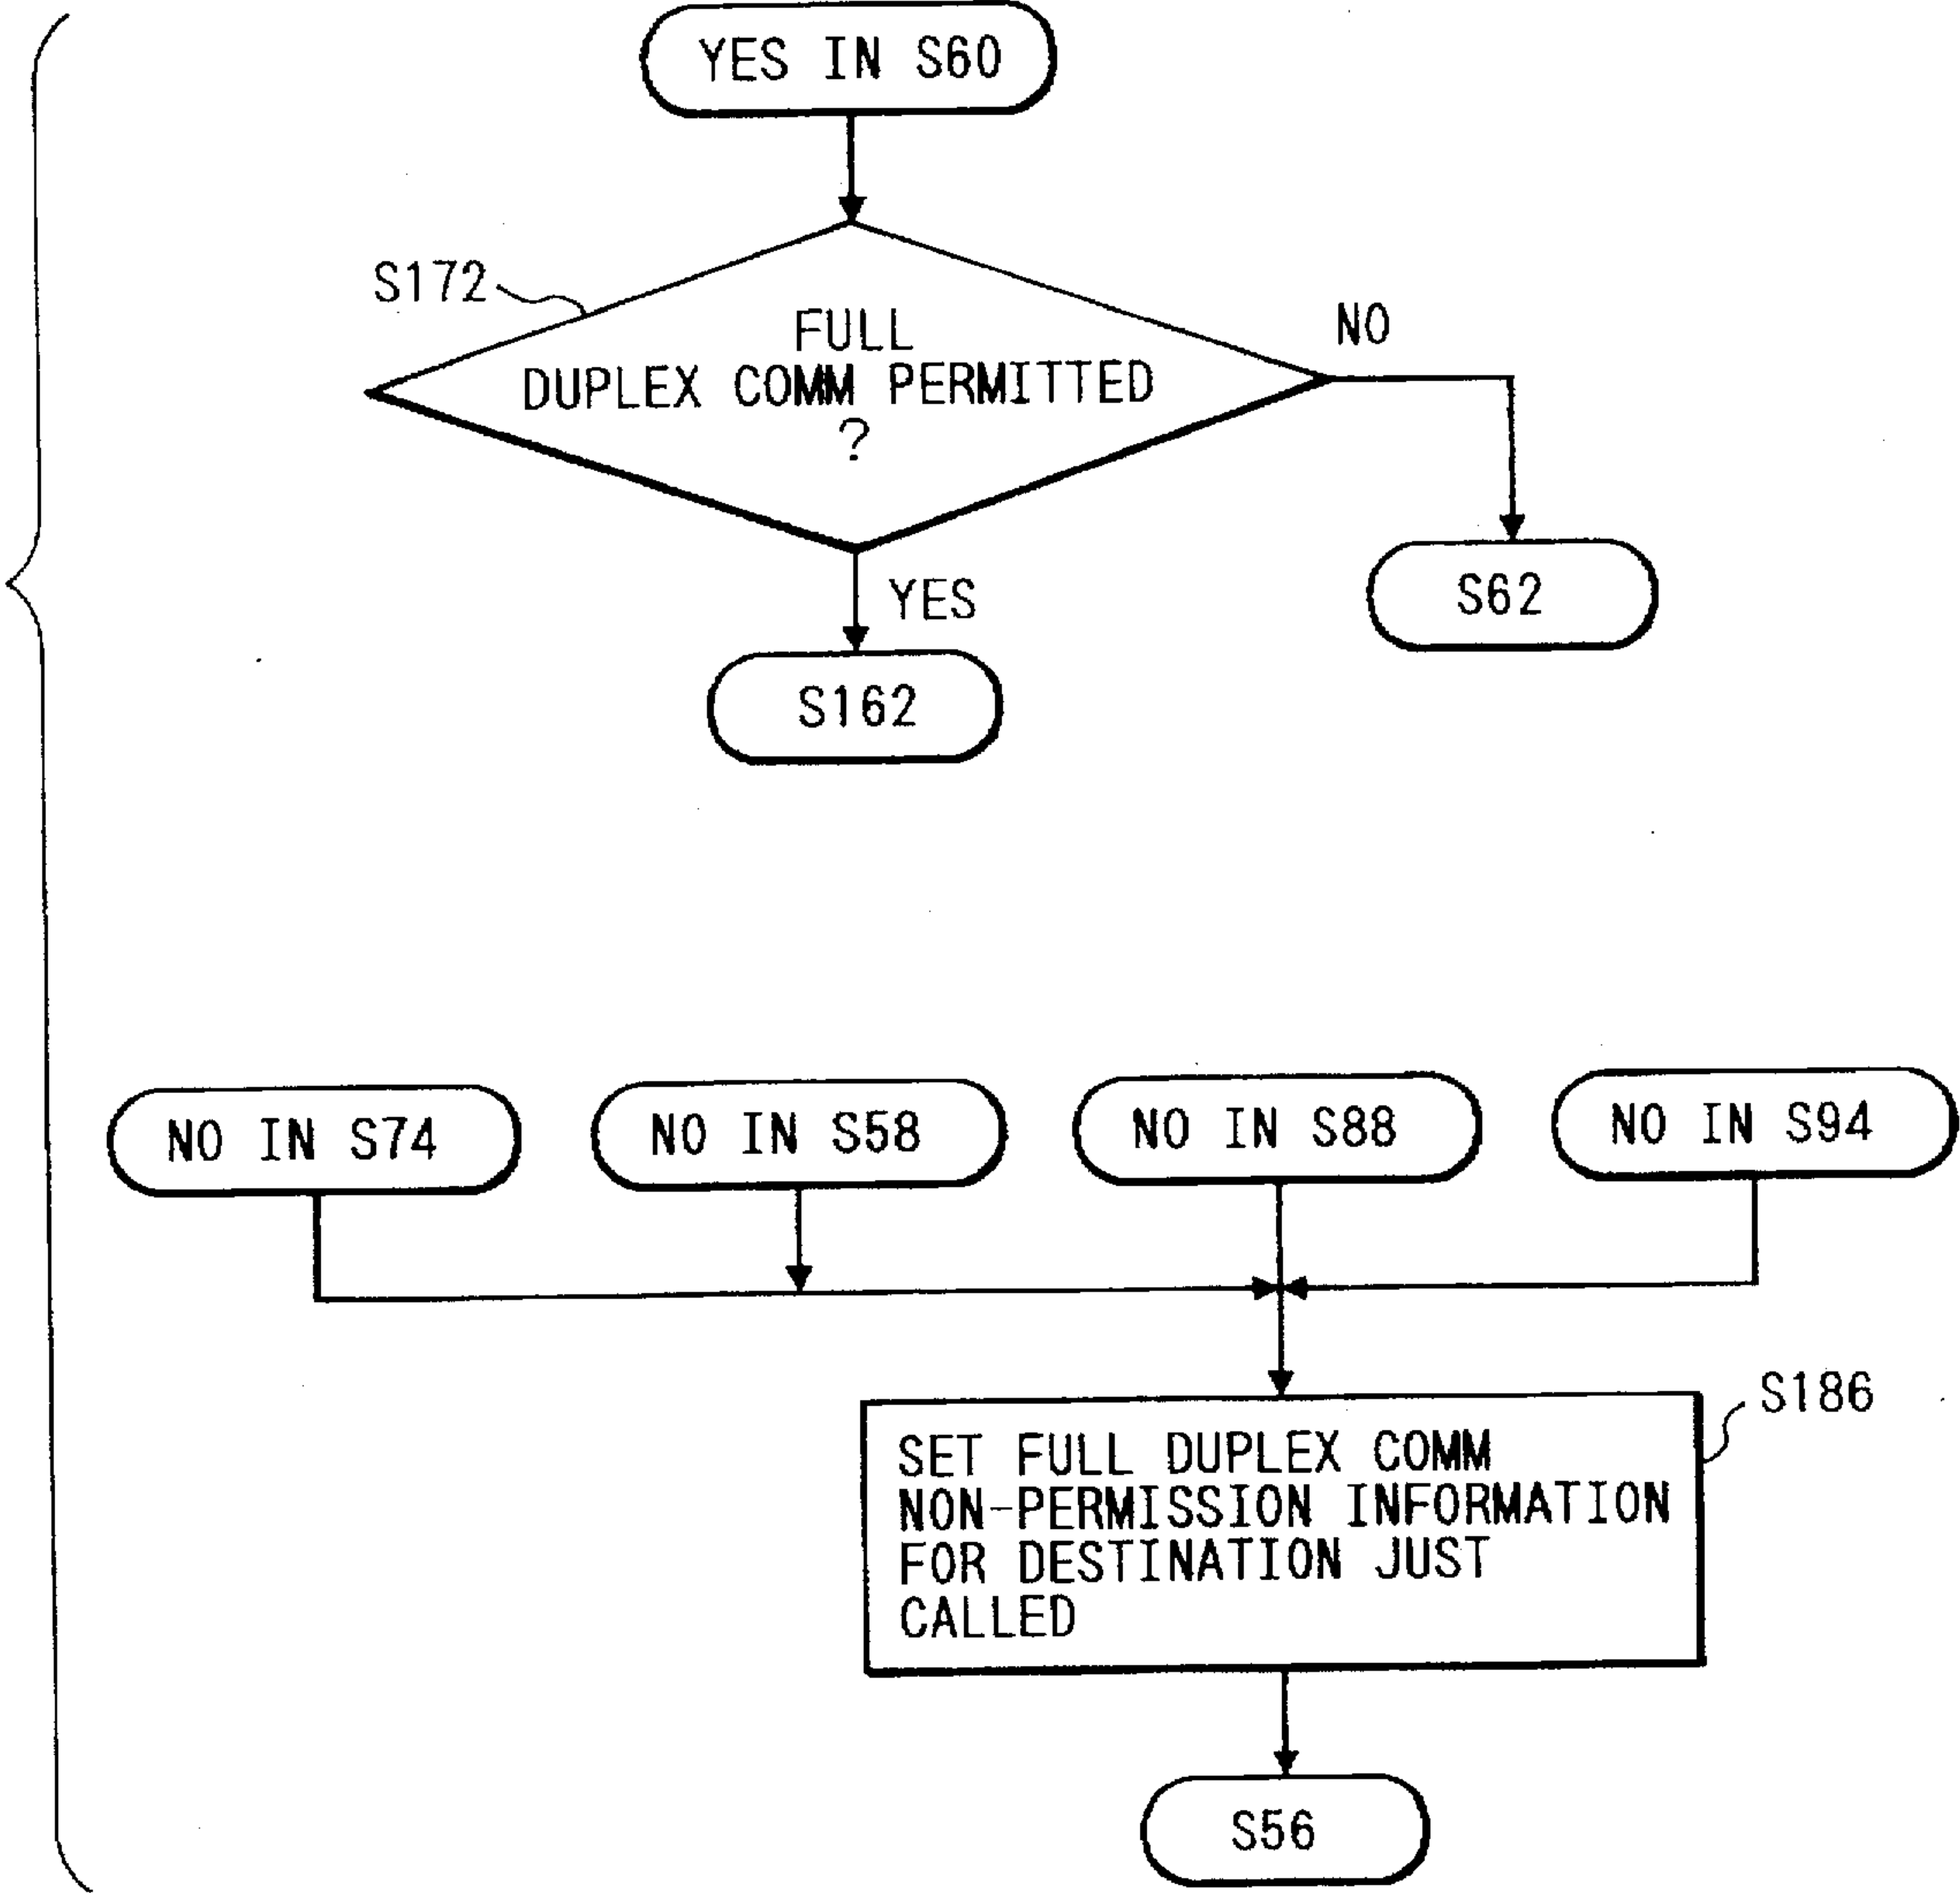 YES IN S60
S172
FULL
DUPLEX COMM PERMITTED
?
NO
YES
S62
S162
NO IN S74
NO IN S58
NO IN S88
NO IN S94
S186
SET FULL DUPLEX COMM
NON-PERMISSION INFORMATION
FOR DESTINATION JUST
CALLED
S56